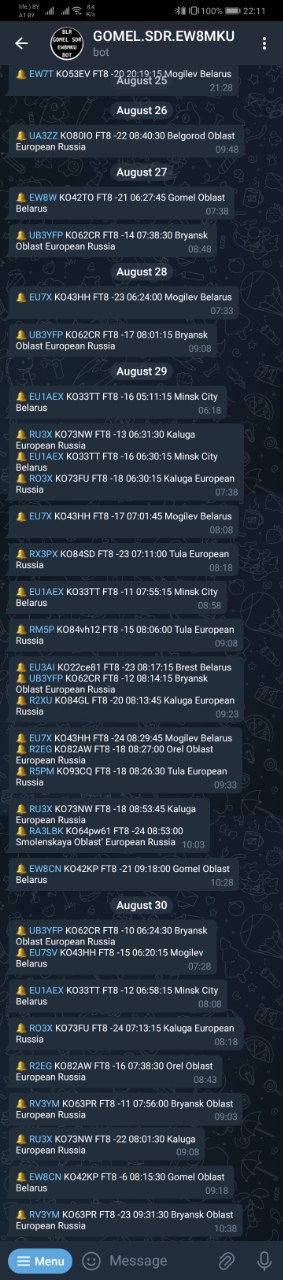 life:) BY
A1 BY
8,4
K/s
100%
22:11
BLR
GOMEL SDR
EW8MKU
BOT
GOMEL.SDR.EW8MKU
bot
🔔 EW7T KO53EV FT8 -20 20:19:15 Mogilev Belarus
21:28
August 25
August 26
🔔 UA3ZZ KO80IO FT8 -22 08:40:30 Belgorod Oblast
European Russia
09:48
August 27
🔔 EW8W KO42TO FT8 -21 06:27:45 Gomel Oblast
Belarus
07:38
🔔 UB3YFP KO62CR FT8 -14 07:38:30 Bryansk
Oblast European Russia
08:48
August 28
🔔 EU7X KO43HH FT8 -23 06:24:00 Mogilev Belarus
07:33
🔔 UB3YFP KO62CR FT8 -17 08:01:15 Bryansk
Oblast European Russia
09:08
August 29
🔔 EU1AEX KO33TT FT8 -16 05:11:15 Minsk City
Belarus
06:18
🔔 RU3X KO73NW FT8 -13 06:31:30 Kaluga
European Russia
🔔 EU1AEX KO33TT FT8 -16 06:30:15 Minsk City
Belarus
🔔 RO3X KO73FU FT8 -18 06:30:15 Kaluga European
Russia
07:38
🔔 EU7X KO43HH FT8 -17 07:01:45 Mogilev Belarus
08:08
🔔 RX3PX KO84SD FT8 -23 07:11:00 Tula European
Russia
08:18
🔔 EU1AEX KO33TT FT8 -11 07:55:15 Minsk City
Belarus
08:58
🔔 RM5P KO84vh12 FT8 -15 08:06:00 Tula European
Russia
09:08
🔔 EU3AI KO22ce81 FT8 -23 08:17:15 Brest Belarus
🔔 UB3YFP KO62CR FT8 -12 08:14:15 Bryansk
Oblast European Russia
🔔 R2XU KO84GL FT8 -20 08:13:45 Kaluga European
Russia
09:23
🔔 EU7X KO43HH FT8 -24 08:29:45 Mogilev Belarus
🔔 R2EG KO82AW FT8 -18 08:27:00 Orel Oblast
European Russia
🔔 R5PM KO93CQ FT8 -18 08:26:30 Tula European
Russia
09:33
🔔 RU3X KO73NW FT8 -18 08:53:45 Kaluga
European Russia
🔔 RA3LBK KO64pw61 FT8 -24 08:53:00
Smolenskaya Oblast' European Russia
10:03
🔔 EW8CN KO42KP FT8 -21 09:18:00 Gomel Oblast
Belarus
10:28
August 30
🔔 UB3YFP KO62CR FT8 -10 06:24:30 Bryansk
Oblast European Russia
🔔 EU7SV KO43HH FT8 -15 06:20:15 Mogilev
Belarus
07:28
🔔 EU1AEX KO33TT FT8 -12 06:58:15 Minsk City
Belarus
08:08
🔔 RO3X KO73FU FT8 -24 07:13:15 Kaluga European
Russia
08:18
🔔 R2EG KO82AW FT8 -16 07:38:30 Orel Oblast
European Russia
08:43
🔔 RV3YM KO63PR FT8 -11 07:56:00 Bryansk Oblast
European Russia
09:03
🔔 RU3X KO73NW FT8 -22 08:01:30 Kaluga
European Russia
09:08
🔔 EW8CN KO42KP FT8 -6 08:15:30 Gomel Oblast
Belarus
09:18
🔔 RV3YM KO63PR FT8 -23 09:31:30 Bryansk Oblast
European Russia
10:38
Menu
Message